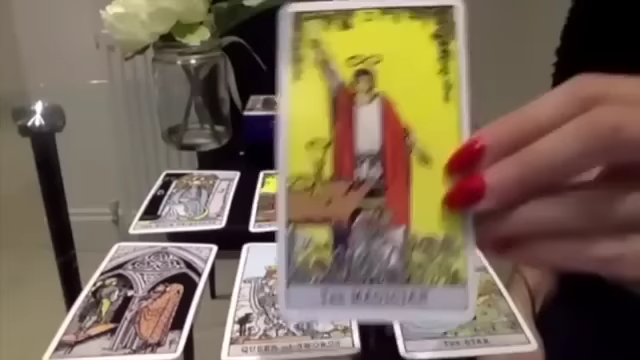 THE MAGICIAN
QUEEN of SWORDS
THE STAR